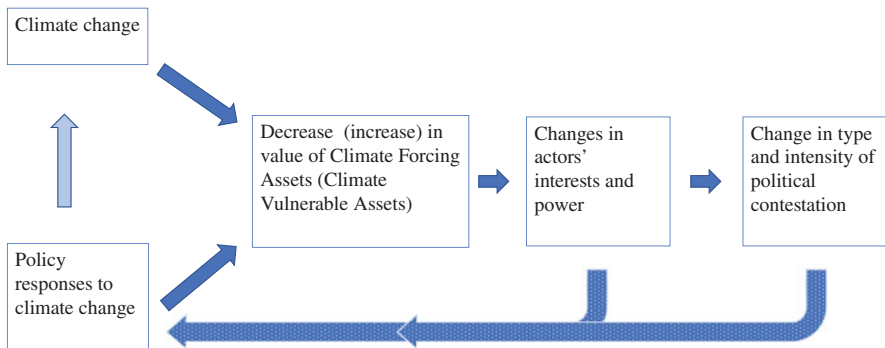 Climate change
Decrease (increase) in
value of Climate Forcing
Assets (Climate
Vulnerable Assets)
Changes in
actors’
interests and
power
Change in type
and intensity of
political
contestation
Policy
responses to
climate change